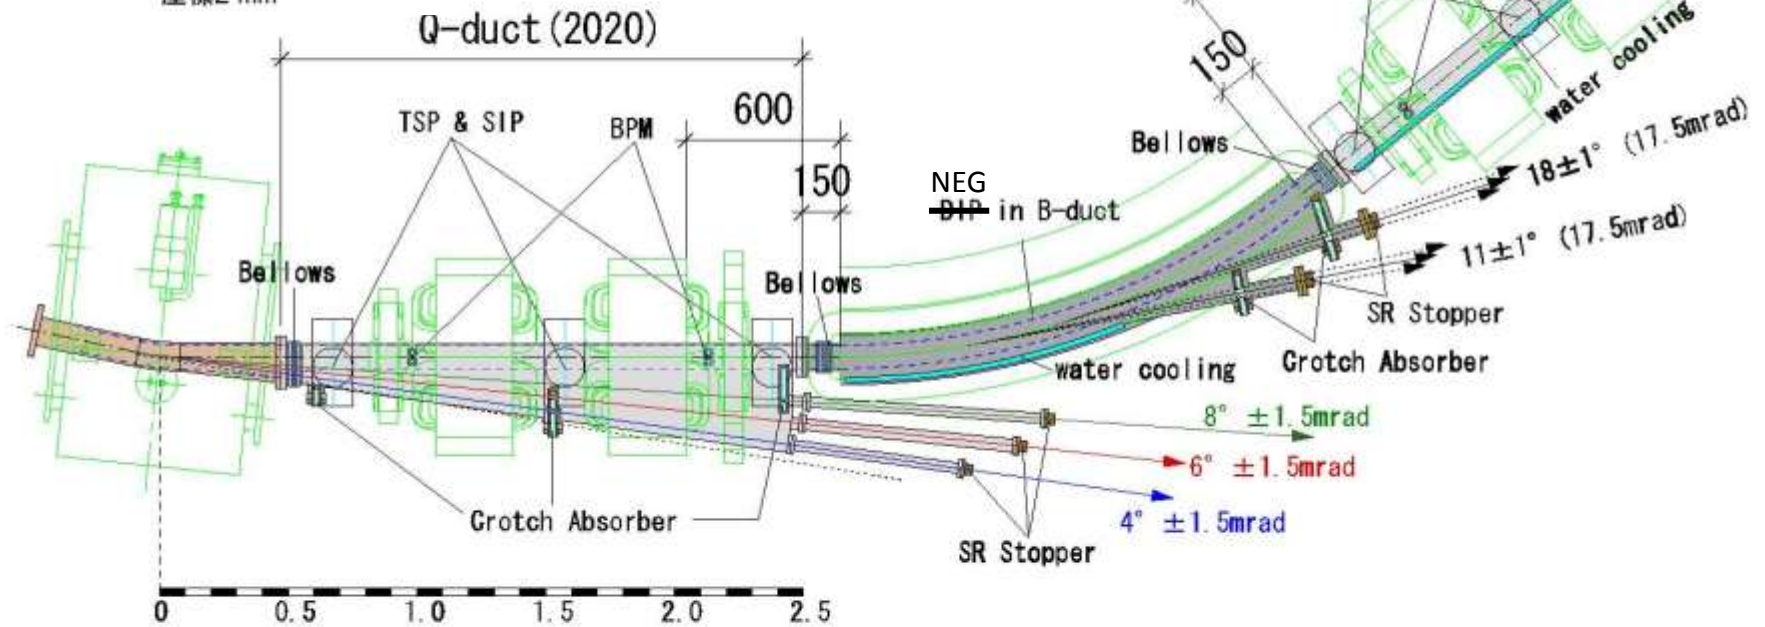 Q-duct(2020)
150
water cooling
600
TSP & SIP
BPM
Bellows
18±1° (17.5mrad)
150
NEG
DIP in B-duct
11±1° (17.5mrad)
Bellows
Bellows
SR Stopper
Crotch Absorber
water cooling
8° ±1.5mrad
6° ±1.5mrad
4° ±1.5mrad
Crotch Absorber
SR Stopper
0 0.5 1.0 1.5 2.0 2.5